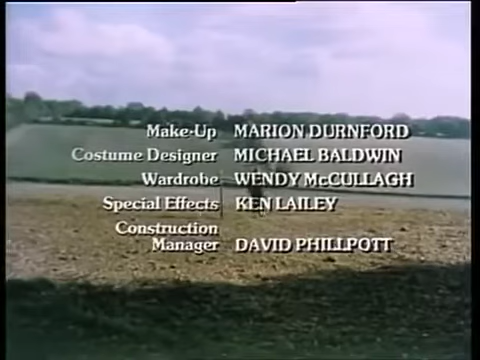 Make-Up MARION DURNFORD
Costume Designer MICHAEL BALDWIN
Wardrobe WENDY McCULLAGH
Special Effects KEN LAILEY
Construction
Manager DAVID PHILLPOTT